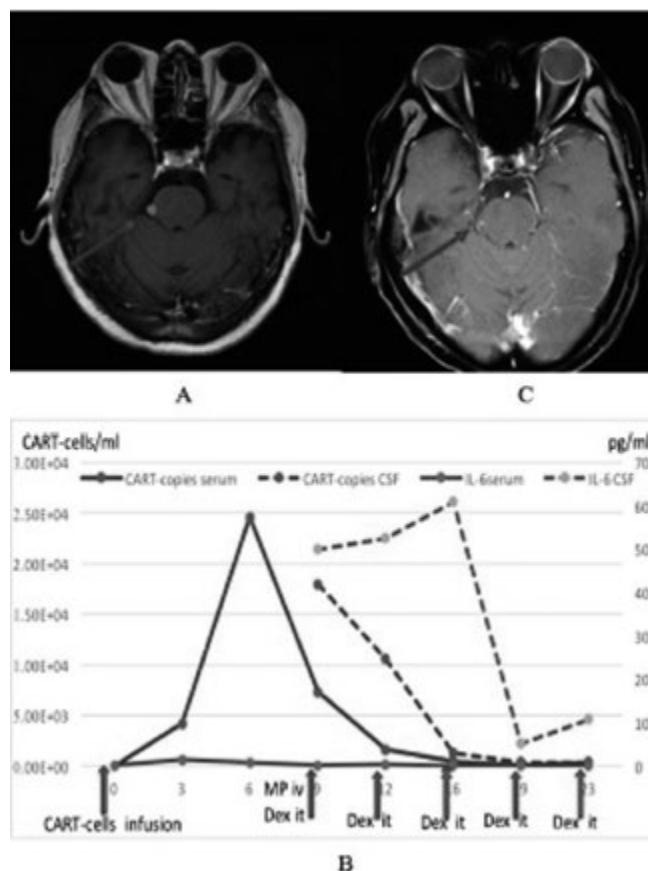 A
C
CART-cells/ml
pg/ml
3.00E+04
2.50E+04
2.00E+04
1.50E+04
1.00E+04
5.00E+03
0.00E+00
CART-copies serum
CART-copies CSF
IL-6serum
IL-6 CSF
70
60
50
40
30
20
10
0
0
3
6
MP iv
9
12
16
19
23
CART-cells infusion
Dex it
Dex it
Dex it
Dex it
Dex it
B